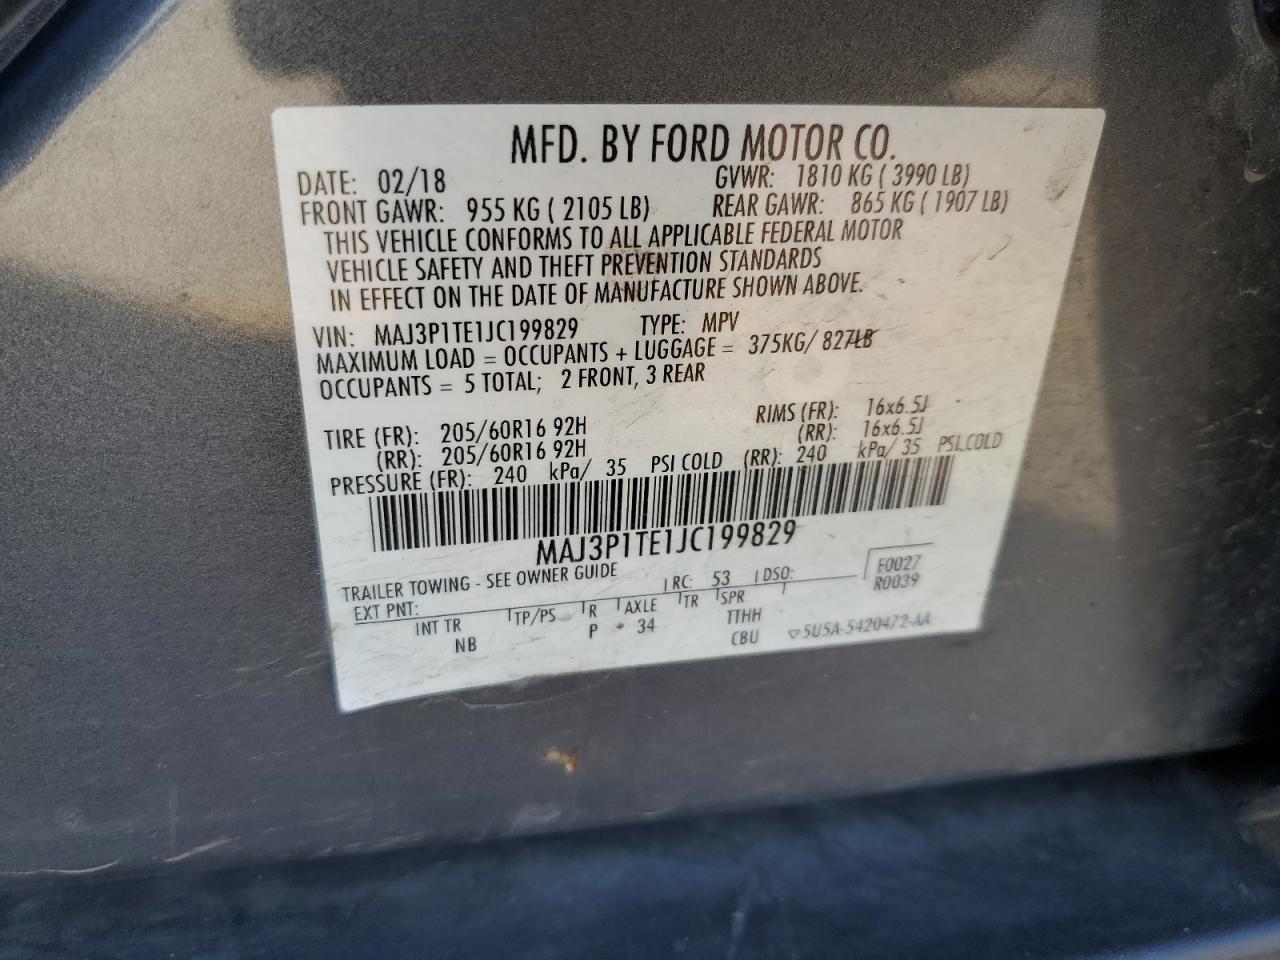 MFD. BY FORD MOTOR CO.
DATE: 02/18 GVWR: 1810 KG ( 3990 LB)
FRONT GAWR: 955 KG ( 2105 LB) REAR GAWR: 865 KG ( 1907 LB)
THIS VEHICLE CONFORMS TO ALL APPLICABLE FEDERAL MOTOR
VEHICLE SAFETY AND THEFT PREVENTION STANDARDS
IN EFFECT ON THE DATE OF MANUFACTURE SHOWN ABOVE.
VIN: MAJ3P1TE1JC199829 TYPE: MPV
MAXIMUM LOAD = OCCUPANTS + LUGGAGE = 375KG/ 827LB
OCCUPANTS = 5 TOTAL; 2 FRONT, 3 REAR
TIRE (FR): 205/60R16 92H RIMS (FR): 16x6.5J
(RR): 205/60R16 92H (RR): 16x6.5J
PRESSURE (FR): 240 kPa/ 35 PSI COLD (RR): 240 kPa/ 35 PSI COLD
MAJ3P1TE1JC199829
TRAILER TOWING - SEE OWNER GUIDE
EXT PNT: RC: 53 DSO: F0027
R0039
INT TR TP/PS R AXLE TR SPR
NB P 34 TTHH
CBU 5U5A-5420472-AA